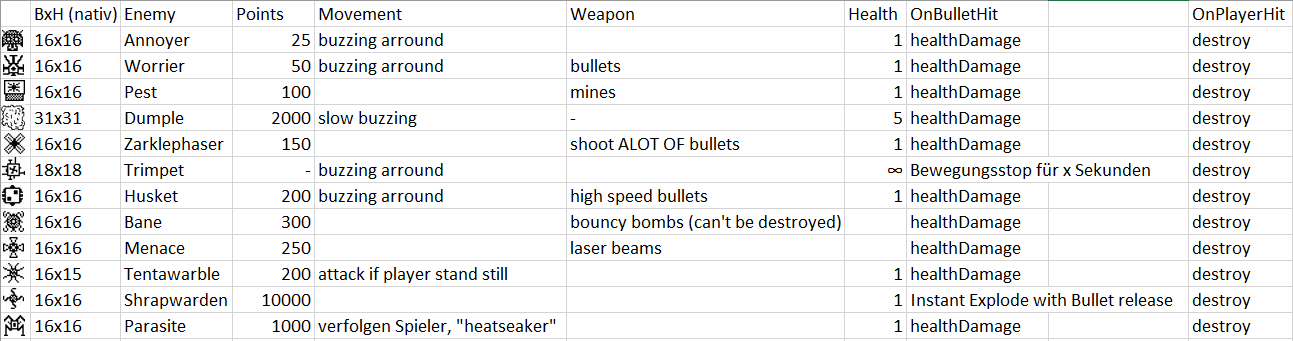 BxH (nativ) Enemy Points Movement Weapon Health OnBulletHit OnPlayerHit
16x16 Annoyer 25 buzzing arround 1 healthDamage destroy
16x16 Worrier 50 buzzing arround bullets 1 healthDamage destroy
16x16 Pest 100 mines 1 healthDamage destroy
31x31 Dumple 2000 slow buzzing - 5 healthDamage destroy
16x16 Zarklephaser 150 shoot ALOT OF bullets 1 healthDamage destroy
18x18 Trimpet - buzzing arround ∞ Bewegungsstop für x Sekunden destroy
16x16 Husket 200 buzzing arround high speed bullets 1 healthDamage destroy
16x16 Bane 300 bouncy bombs (can't be destroyed) healthDamage destroy
16x16 Menace 250 laser beams healthDamage destroy
16x15 Tentawarble 200 attack if player stand still 1 healthDamage destroy
16x16 Shrapwarden 10000 1 Instant Explode with Bullet release destroy
16x16 Parasite 1000 verfolgen Spieler, "heatseaker" 1 healthDamage destroy